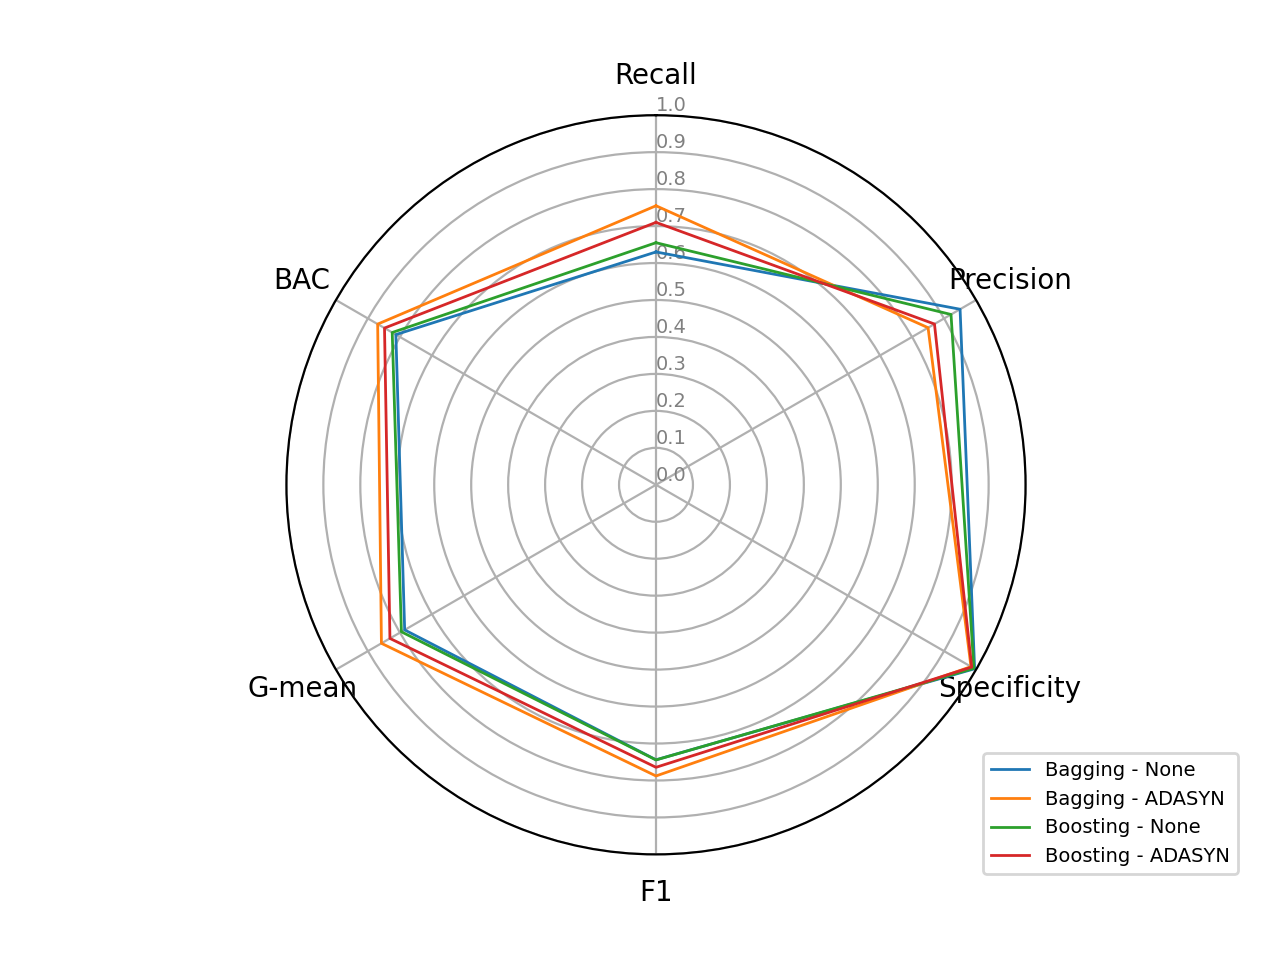 Recall
1.0
0.9
0.8
0.7
0.6
0.5
0.4
0.3
0.2
0.1
0.0
BAC
Precision
G-mean
Specificity
F1
Bagging - None
Bagging - ADASYN
Boosting - None
Boosting - ADASYN